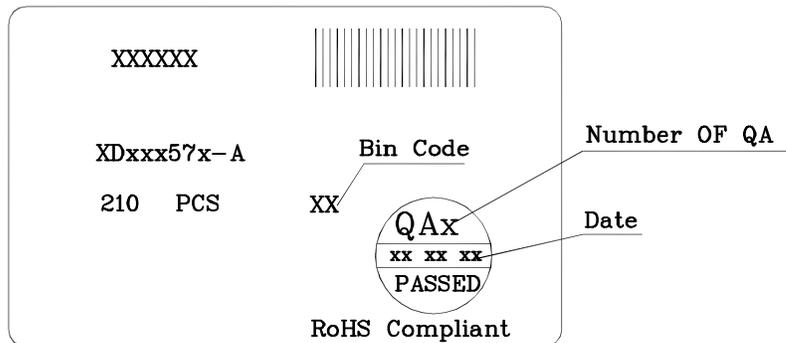 XXXXXX
XDxxx57x-A
Bin Code
Number OF QA
210 PCS
XX
QAx
Date
xx xx xx
PASSED
RoHS Compliant